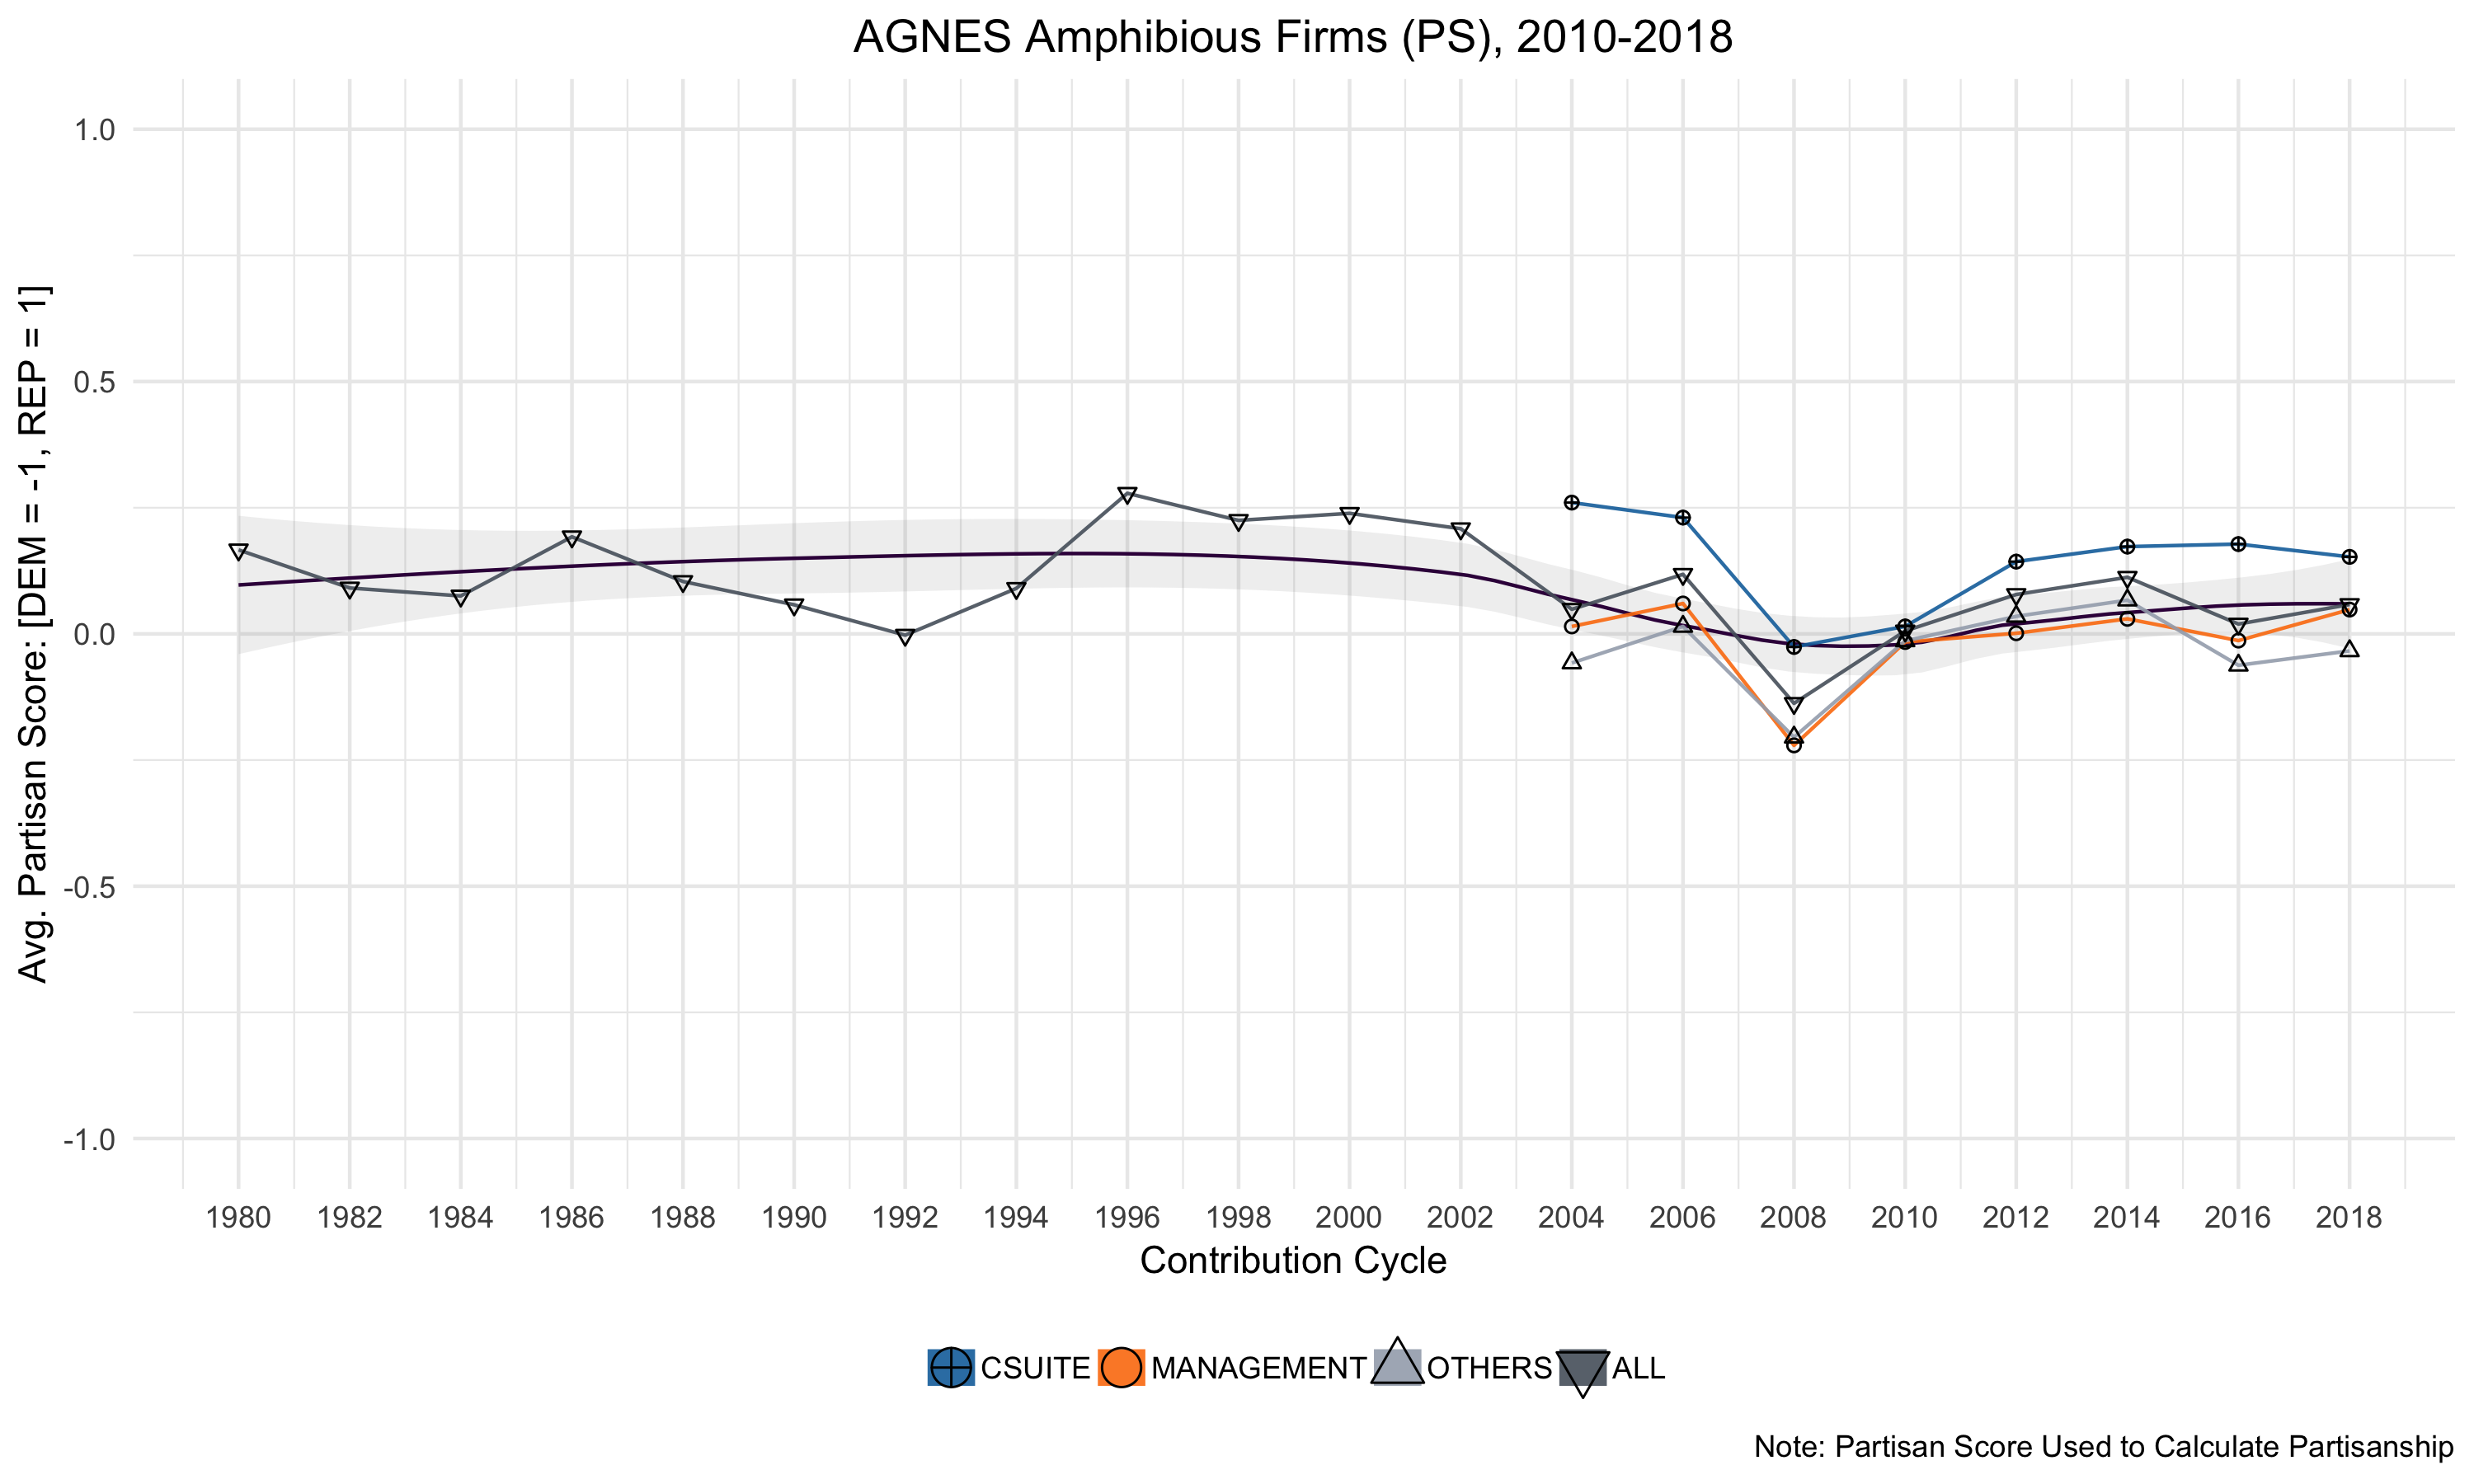 AGNES Amphibious Firms (PS), 2010-2018
Avg. Partisan Score: [DEM = -1, REP = 1]
1.0
0.5
0.0
-0.5
-1.0
1980 1982 1984 1986 1988 1990 1992 1994 1996 1998 2000 2002 2004 2006 2008 2010 2012 2014 2016 2018
Contribution Cycle
CSUITE MANAGEMENT OTHERS ALL
Note: Partisan Score Used to Calculate Partisanship